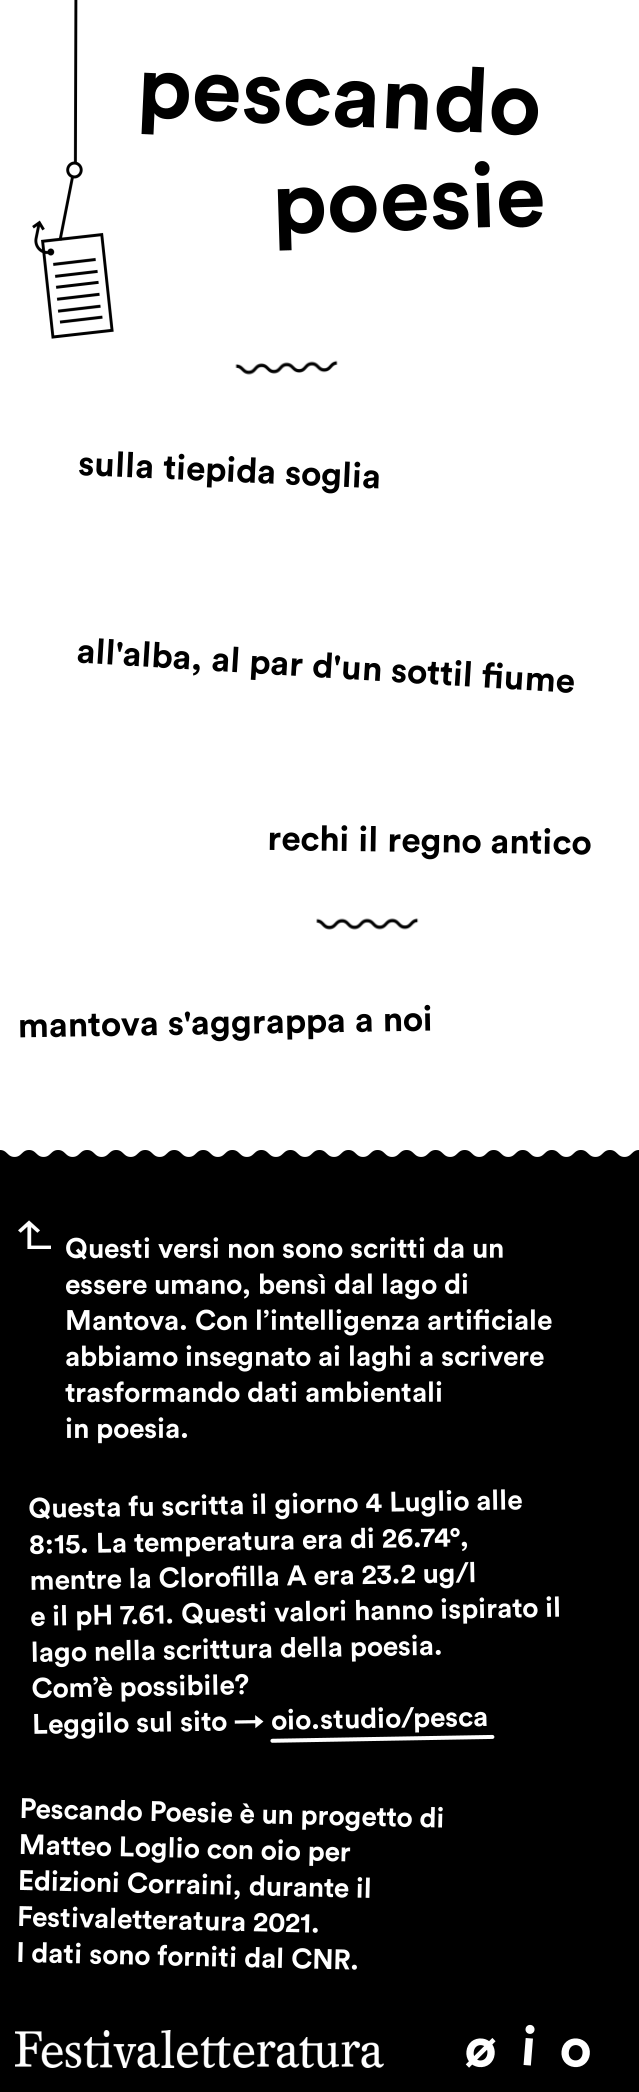 pescando
poesie
sulla tiepida soglia
all'alba, al par d'un sottil fiume
rechi il regno antico
mantova s'aggrappa a noi
Questi versi non sono scritti da un
essere umano, bensì dal lago di
Mantova. Con l’intelligenza artificiale
abbiamo insegnato ai laghi a scrivere
trasformando dati ambientali
in poesia.
Questa fu scritta il giorno 4 Luglio alle
8:15. La temperatura era di 26.74°,
mentre la Clorofilla A era 23.2 ug/l
e il pH 7.61. Questi valori hanno ispirato il
lago nella scrittura della poesia.
Com’è possibile?
Leggilo sul sito → oio.studio/pesca
Pescando Poesie è un progetto di
Matteo Loglio con oio per
Edizioni Corraini, durante il
Festivaletteratura 2021.
I dati sono forniti dal CNR.
Festivaletteratura ø i o